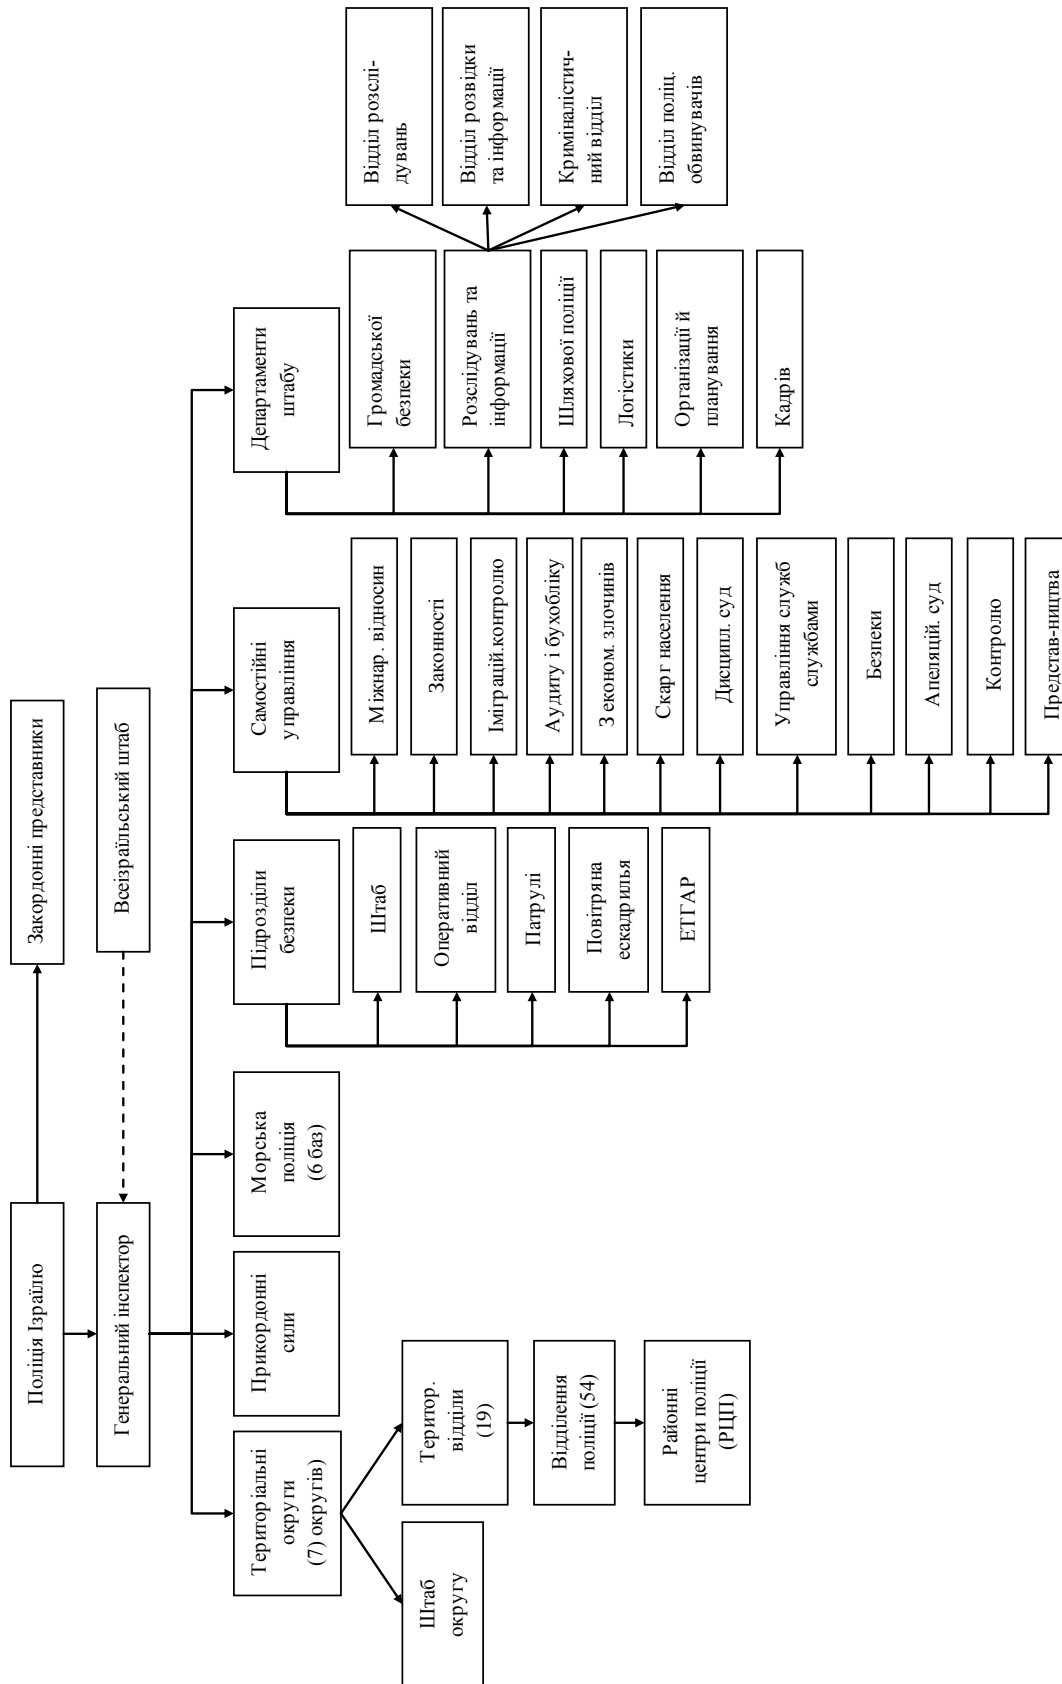 Поліція Ізраїлю
Закордонні представники
Генеральний інспектор
Всеізраїльський штаб
Територіальні
округи
(7) округів)
Прикордонні
сили
Морська
поліція
(6 баз)
Підрозділи
безпеки
Самостійні
управління
Департаменти
штабу
Штаб
округу
Територ.
відділи
(19)
Відділення
поліції (54)
Районні
центри поліції
(РЦП)
Штаб
Оперативний
відділ
Патрулі
Повітряна
ескадрилья
ЕТГАР
Міжнар. відносин
Законності
Імміграцій.контролю
Аудиту і бухобліку
З економ. злочинів
Скарг населення
Дисципл. суд
Управління служб
службами
Безпеки
Апеляцій. суд
Контролю
Представ-ництва
Громадської
безпеки
Розслідувань та
інформації
Шляхової поліції
Логістики
Організації й
планування
Кадрів
Відділ розслі-
дувань
Відділ розвідки
та інформації
Криміналістич-
ний відділ
Відділ поліц.
обвинувачів